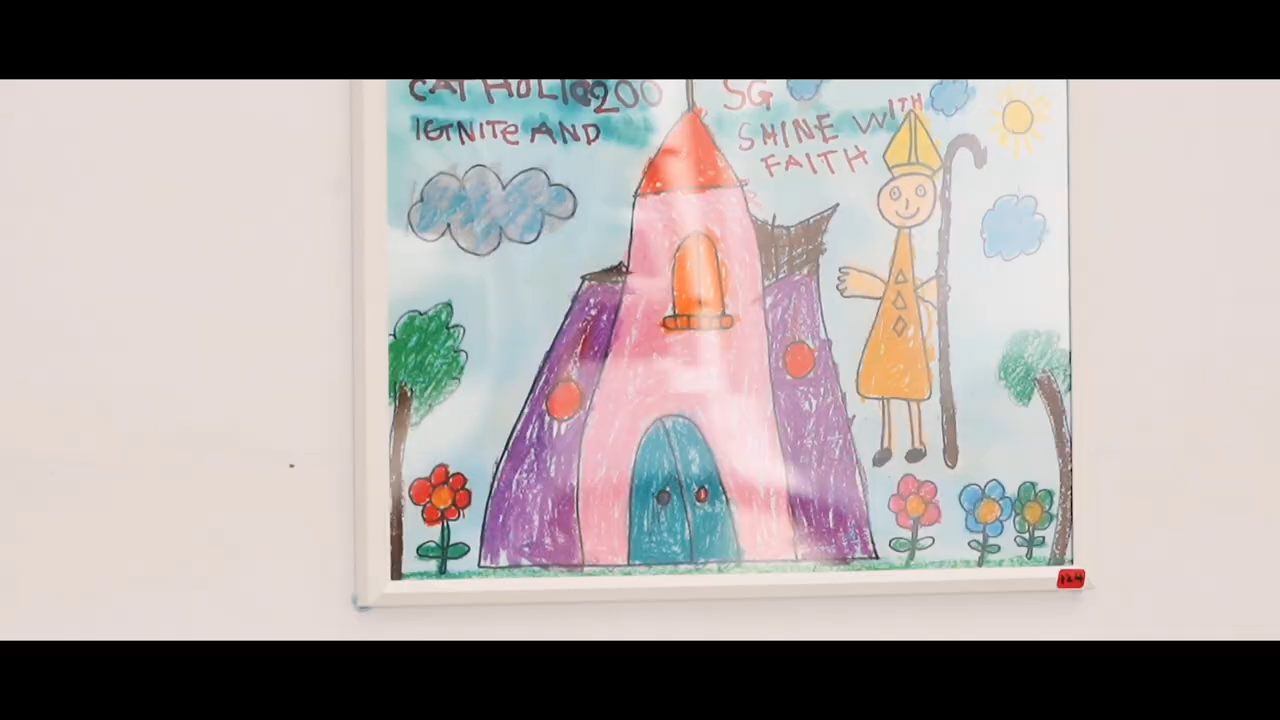 CATHOLIC200
IGNITE AND
SG
SHINE WITH
FAITH
124